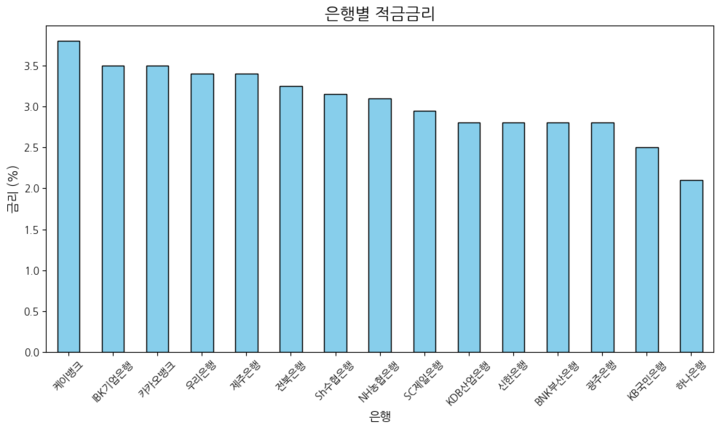 은행별 적금금리
금리 (%)
3.5
3.0
2.5
2.0
1.5
1.0
0.5
0.0
케이뱅크
IBK기업은행
카카오뱅크
우리은행
제주은행
전북은행
Sh수협은행
NH농협은행
SC제일은행
KDB산업은행
신한은행
BNK부산은행
광주은행
KB국민은행
하나은행
은행